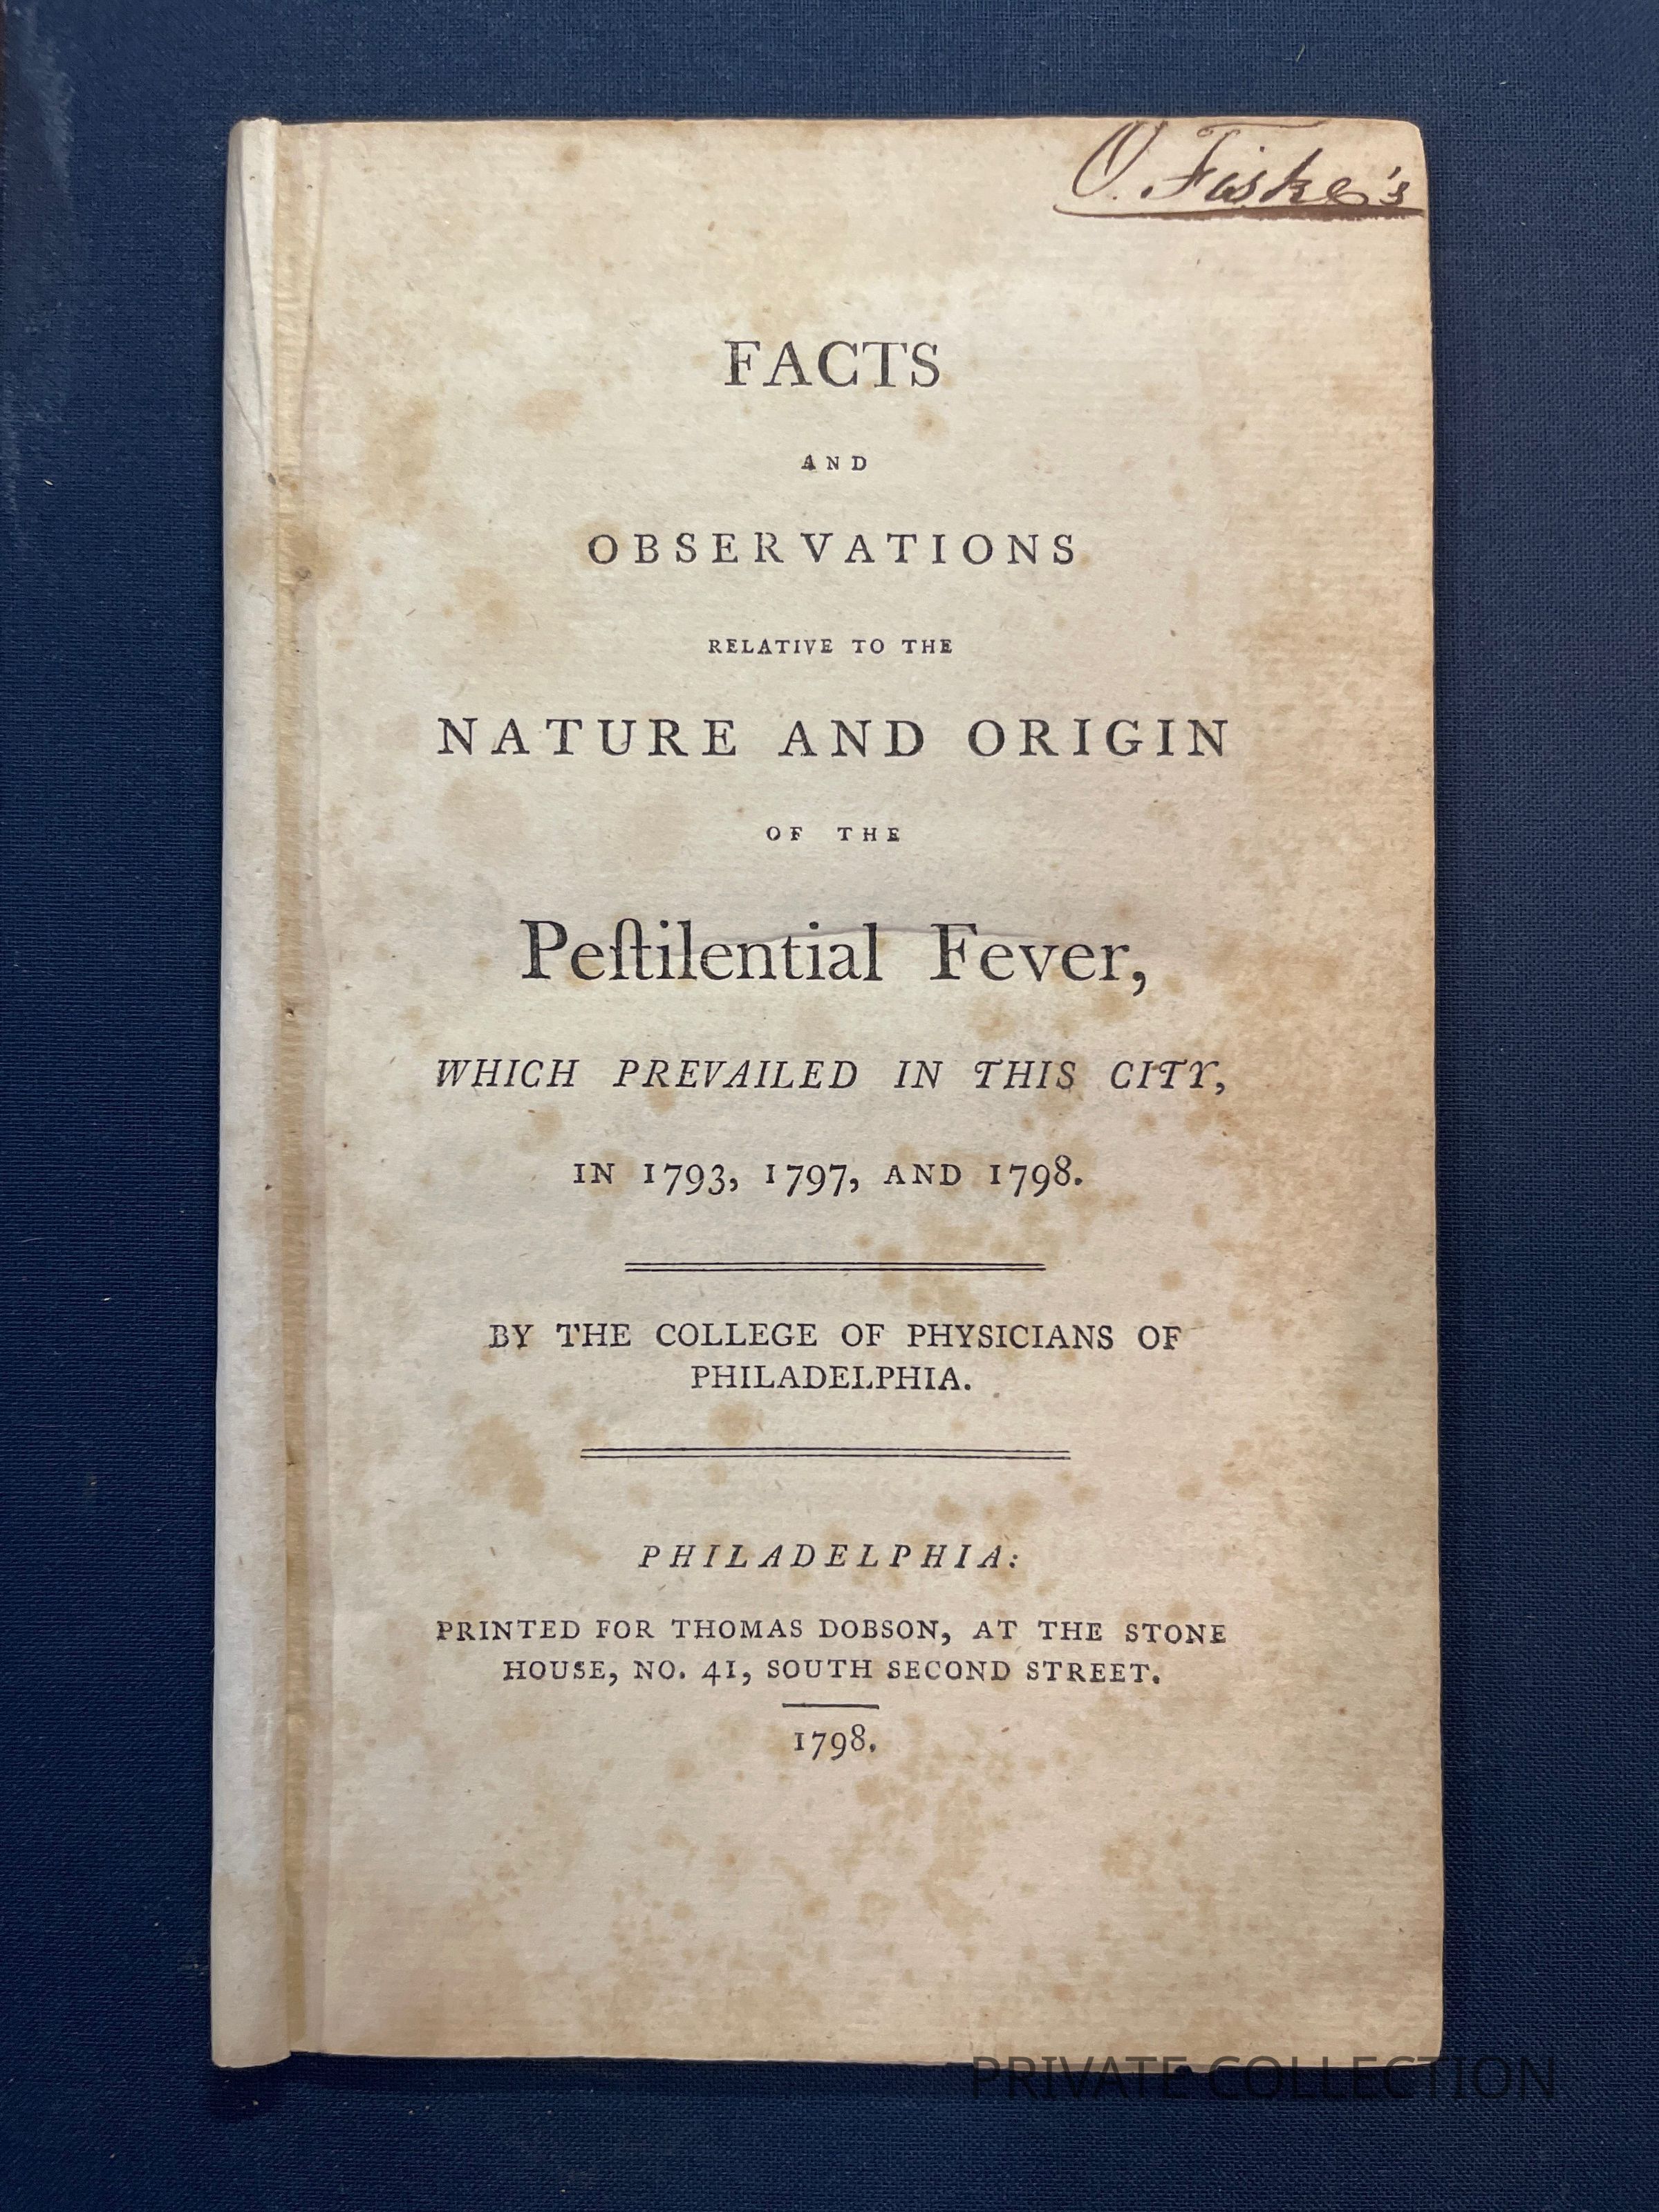 O. Fiske's
FACTS
AND
OBSERVATIONS
RELATIVE TO THE
NATURE AND ORIGIN
OF THE
Peſtilential Fever,
WHICH PREVAILED IN THIS CITY,
IN 1793, 1797, AND 1798.
BY THE COLLEGE OF PHYSICIANS OF
PHILADELPHIA.
PHILADELPHIA:
PRINTED FOR THOMAS DOBSON, AT THE STONE
HOUSE, NO. 41, SOUTH SECOND STREET.
1798.
PRIVATE COLLECTION